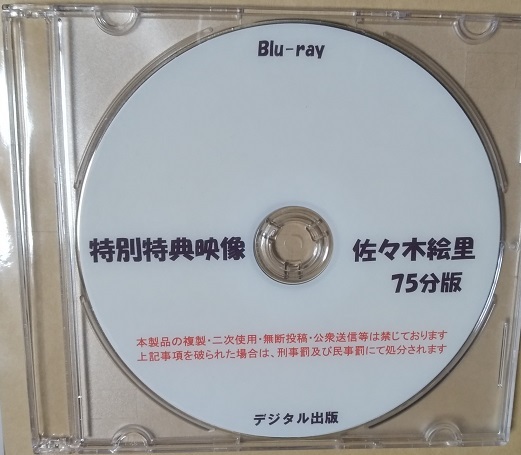 Blu-ray
特別特典映像
佐々木絵里
75分版
本製品の複製・二次使用・無断投稿・公衆送信等は禁じております
上記事項を破られた場合は、刑事罰及び民事罰にて処分されます
デジタル出版